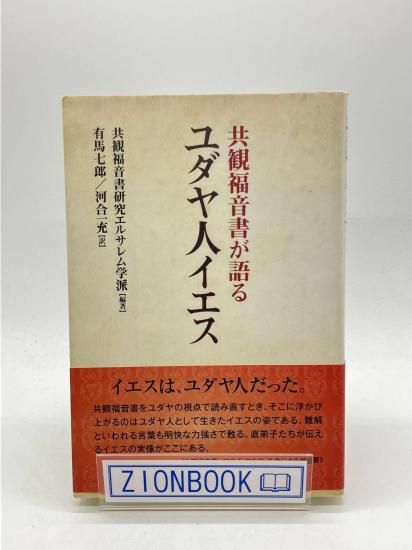 共観福音書が語る
ユダヤ人イエス
共観福音書研究エルサレム学派[編著]
有馬七郎/河合一充[訳]
イエスは、ユダヤ人だった。
共観福音書をユダヤの視点で読み直すとき、そこに浮かび
上がるのはユダヤ人として生きたイエスの姿である。難解
といわれる言葉も明快な力強さで甦る。直弟子たちが伝え
るイエスの実像がここにある。
ZIONBOOK